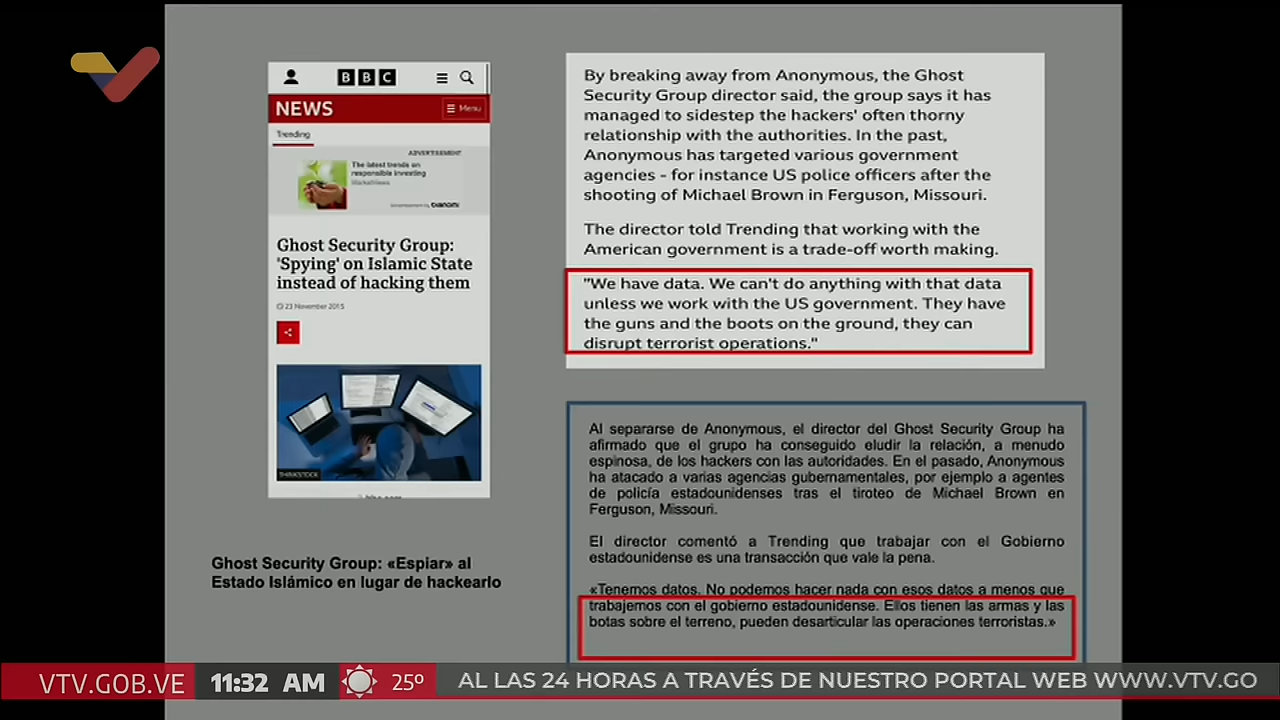 BBC
NEWS
Menu
Trending
ADVERTISEMENT
The latest trends on
responsible investing
Ghost Security Group:
'Spying' on Islamic State
instead of hacking them
23 November 2015
THINKSTOCK
Ghost Security Group: «Espiar» al
Estado Islámico en lugar de hackearlo
By breaking away from Anonymous, the Ghost
Security Group director said, the group says it has
managed to sidestep the hackers' often thorny
relationship with the authorities. In the past,
Anonymous has targeted various government
agencies - for instance US police officers after the
shooting of Michael Brown in Ferguson, Missouri.
The director told Trending that working with the
American government is a trade-off worth making.
"We have data. We can't do anything with that data
unless we work with the US government. They have
the guns and the boots on the ground, they can
disrupt terrorist operations."
Al separarse de Anonymous, el director del Ghost Security Group ha
afirmado que el grupo ha conseguido eludir la relación, a menudo
espinosa, de los hackers con las autoridades. En el pasado, Anonymous
ha atacado a varias agencias gubernamentales, por ejemplo a agentes
de policía estadounidenses tras el tiroteo de Michael Brown en
Ferguson, Missouri.
El director comentó a Trending que trabajar con el Gobierno
estadounidense es una transacción que vale la pena.
«Tenemos datos. No podemos hacer nada con esos datos a menos que
trabajemos con el gobierno estadounidense. Ellos tienen las armas y las
botas sobre el terreno, pueden desarticular las operaciones terroristas.»
VTV.GOB.VE 11:32 AM 25º AL LAS 24 HORAS A TRAVÉS DE NUESTRO PORTAL WEB WWW.VTV.GO